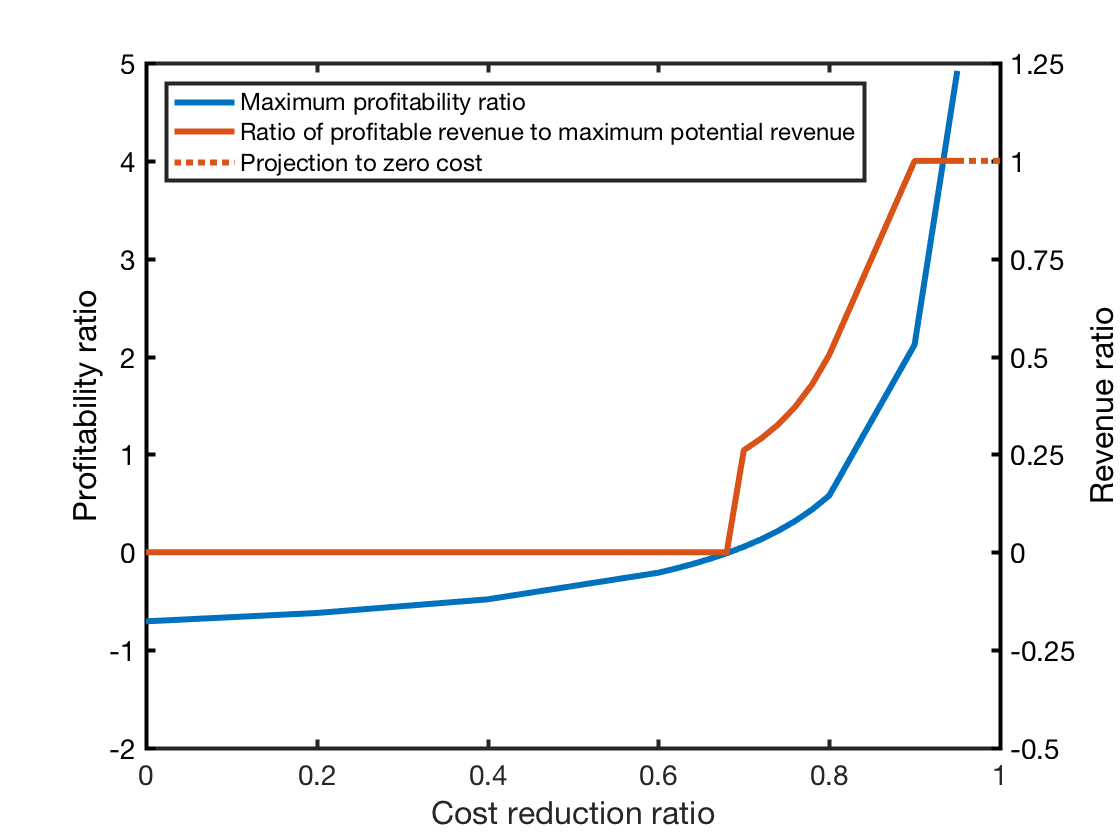 5
4
3
2
1
0
-1
-2
Profitability ratio
Maximum profitability ratio
Ratio of profitable revenue to maximum potential revenue
Projection to zero cost
1.25
1
0.75
0.5
0.25
0
-0.25
-0.5
Revenue ratio
0 0.2 0.4 0.6 0.8 1
Cost reduction ratio